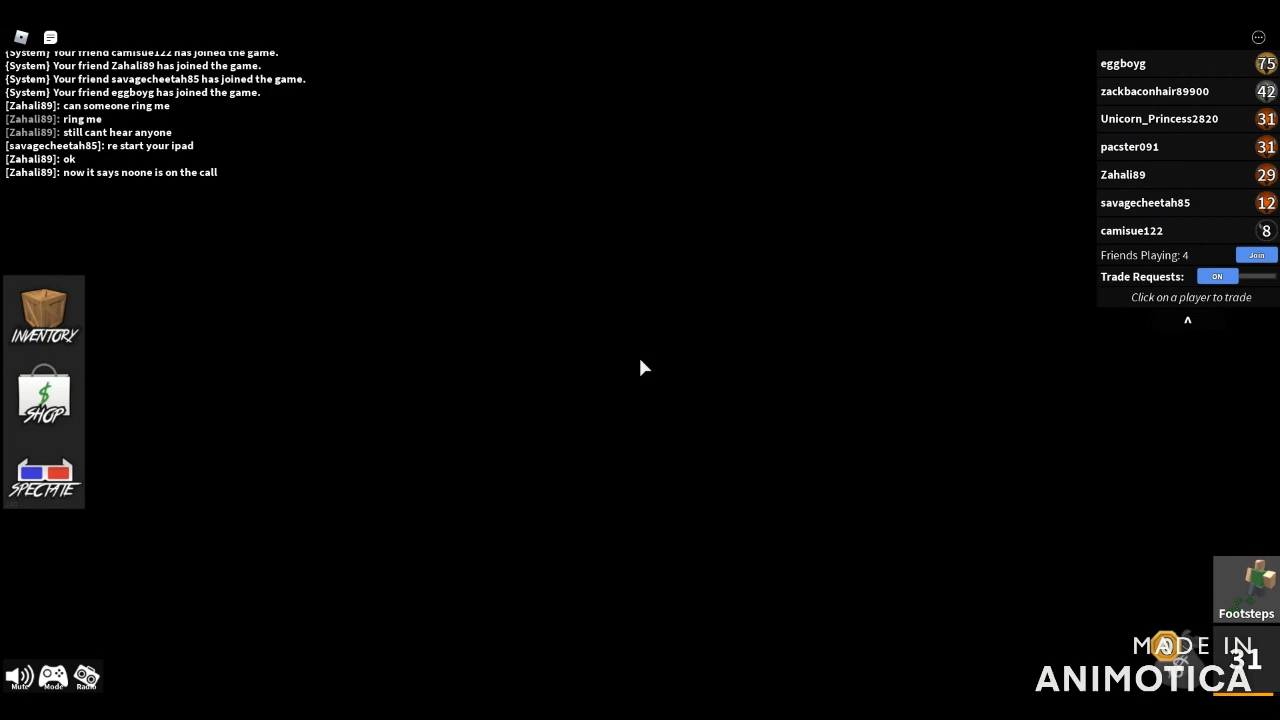 {System} Your friend camisue122 has joined the game.
{System} Your friend Zahali89 has joined the game.
{System} Your friend savagecheetah85 has joined the game.
{System} Your friend eggboyg has joined the game.
[Zahali89]: can someone ring me
[Zahali89]: ring me
[Zahali89]: still cant hear anyone
[savagecheetah85]: re start your ipad
[Zahali89]: ok
[Zahali89]: now it says noone is on the call
eggboyg 75
zackbaconhair89900 42
Unicorn_Princess2820 31
pacster091 31
Zahali89 29
savagecheetah85 12
camisue122 8
Friends Playing: 4 Join
Trade Requests: ON
Click on a player to trade
^
INVENTORY
$
SHOP
SPECTATE
Footsteps
31
Mute Mode Radio
MADE IN
ANIMOTICA